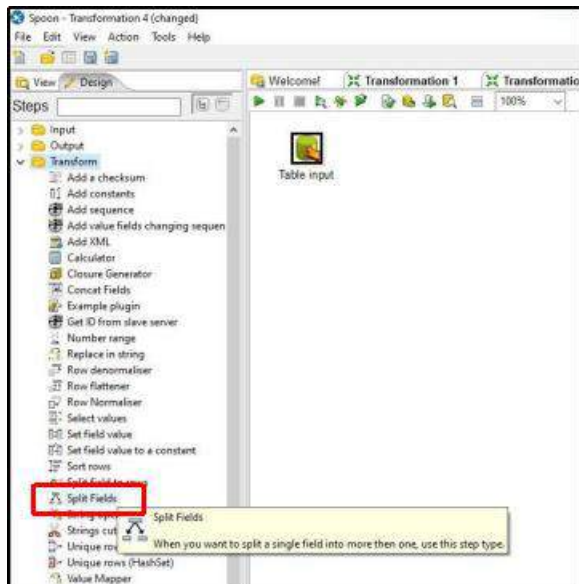 Spoon - Transformation 4 (changed)
File Edit View Action Tools Help
View Design
Welcome! Transformation 1 Transformatio
Steps
100%
Input
Output
Transform
Add a checksum
Add constants
Add sequence
Add value fields changing sequen
Add XML
Calculator
Closure Generator
Concat Fields
Example plugin
Get ID from slave server
Number range
Replace in string
Row denormaliser
Row flattener
Row Normaliser
Select values
Set field value
Set field value to a constant
Sort rows
Split field to rows
Split Fields
Strings cut
Unique ro
Unique rows (HashSet)
Value Mapper
Table input
Split Fields
When you want to split a single field into more then one, use this step type.